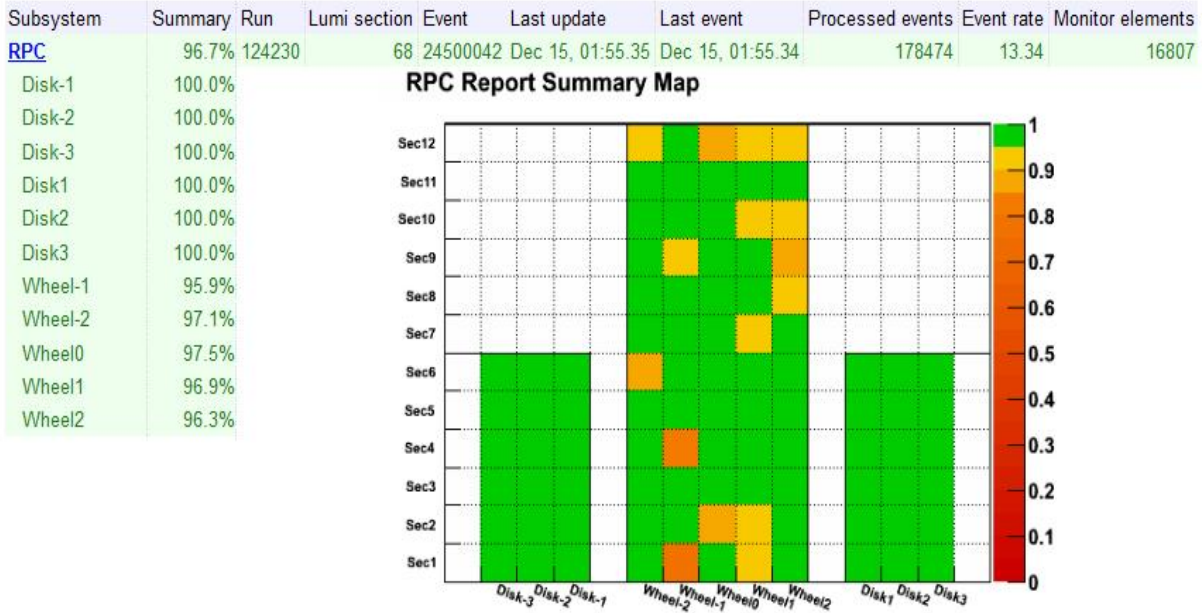 Subsystem Summary Run Lumi section Event Last update Last event Processed events Event rate Monitor elements
RPC 96.7% 124230 68 24500042 Dec 15, 01:55.35 Dec 15, 01:55.34 178474 13.34 16807
Disk-1 100.0%
Disk-2 100.0%
Disk-3 100.0%
Disk1 100.0%
Disk2 100.0%
Disk3 100.0%
Wheel-1 95.9%
Wheel-2 97.1%
Wheel0 97.5%
Wheel1 96.9%
Wheel2 96.3%
RPC Report Summary Map
Sec12
Sec11
Sec10
Sec9
Sec8
Sec7
Sec6
Sec5
Sec4
Sec3
Sec2
Sec1
Disk-3 Disk-2 Disk-1 Wheel-2 Wheel-1 Wheel0 Wheel1 Wheel2 Disk1 Disk2 Disk3
1
0.9
0.8
0.7
0.6
0.5
0.4
0.3
0.2
0.1
0